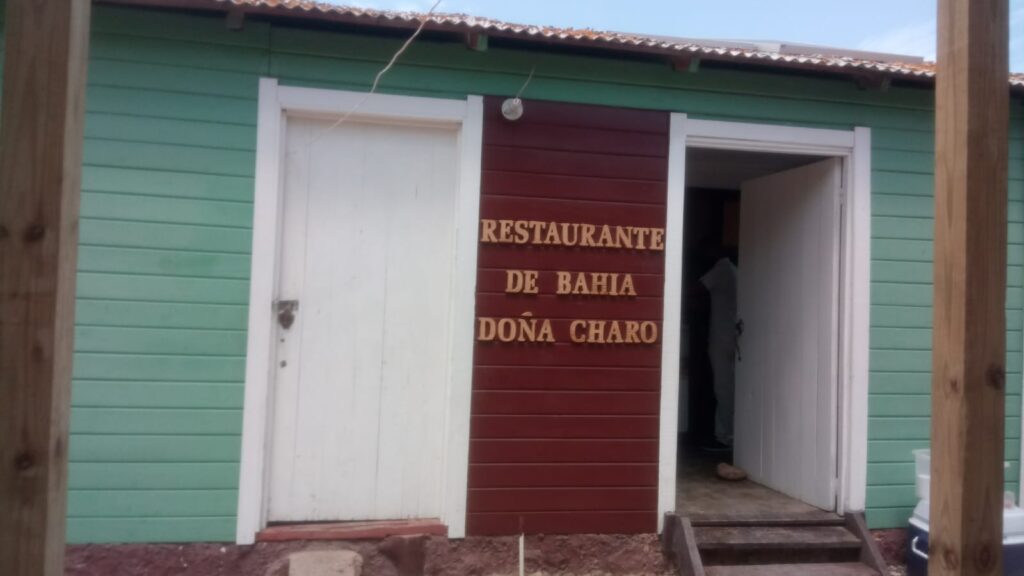 RESTAURANTE
DE BAHIA
DOÑA CHARO